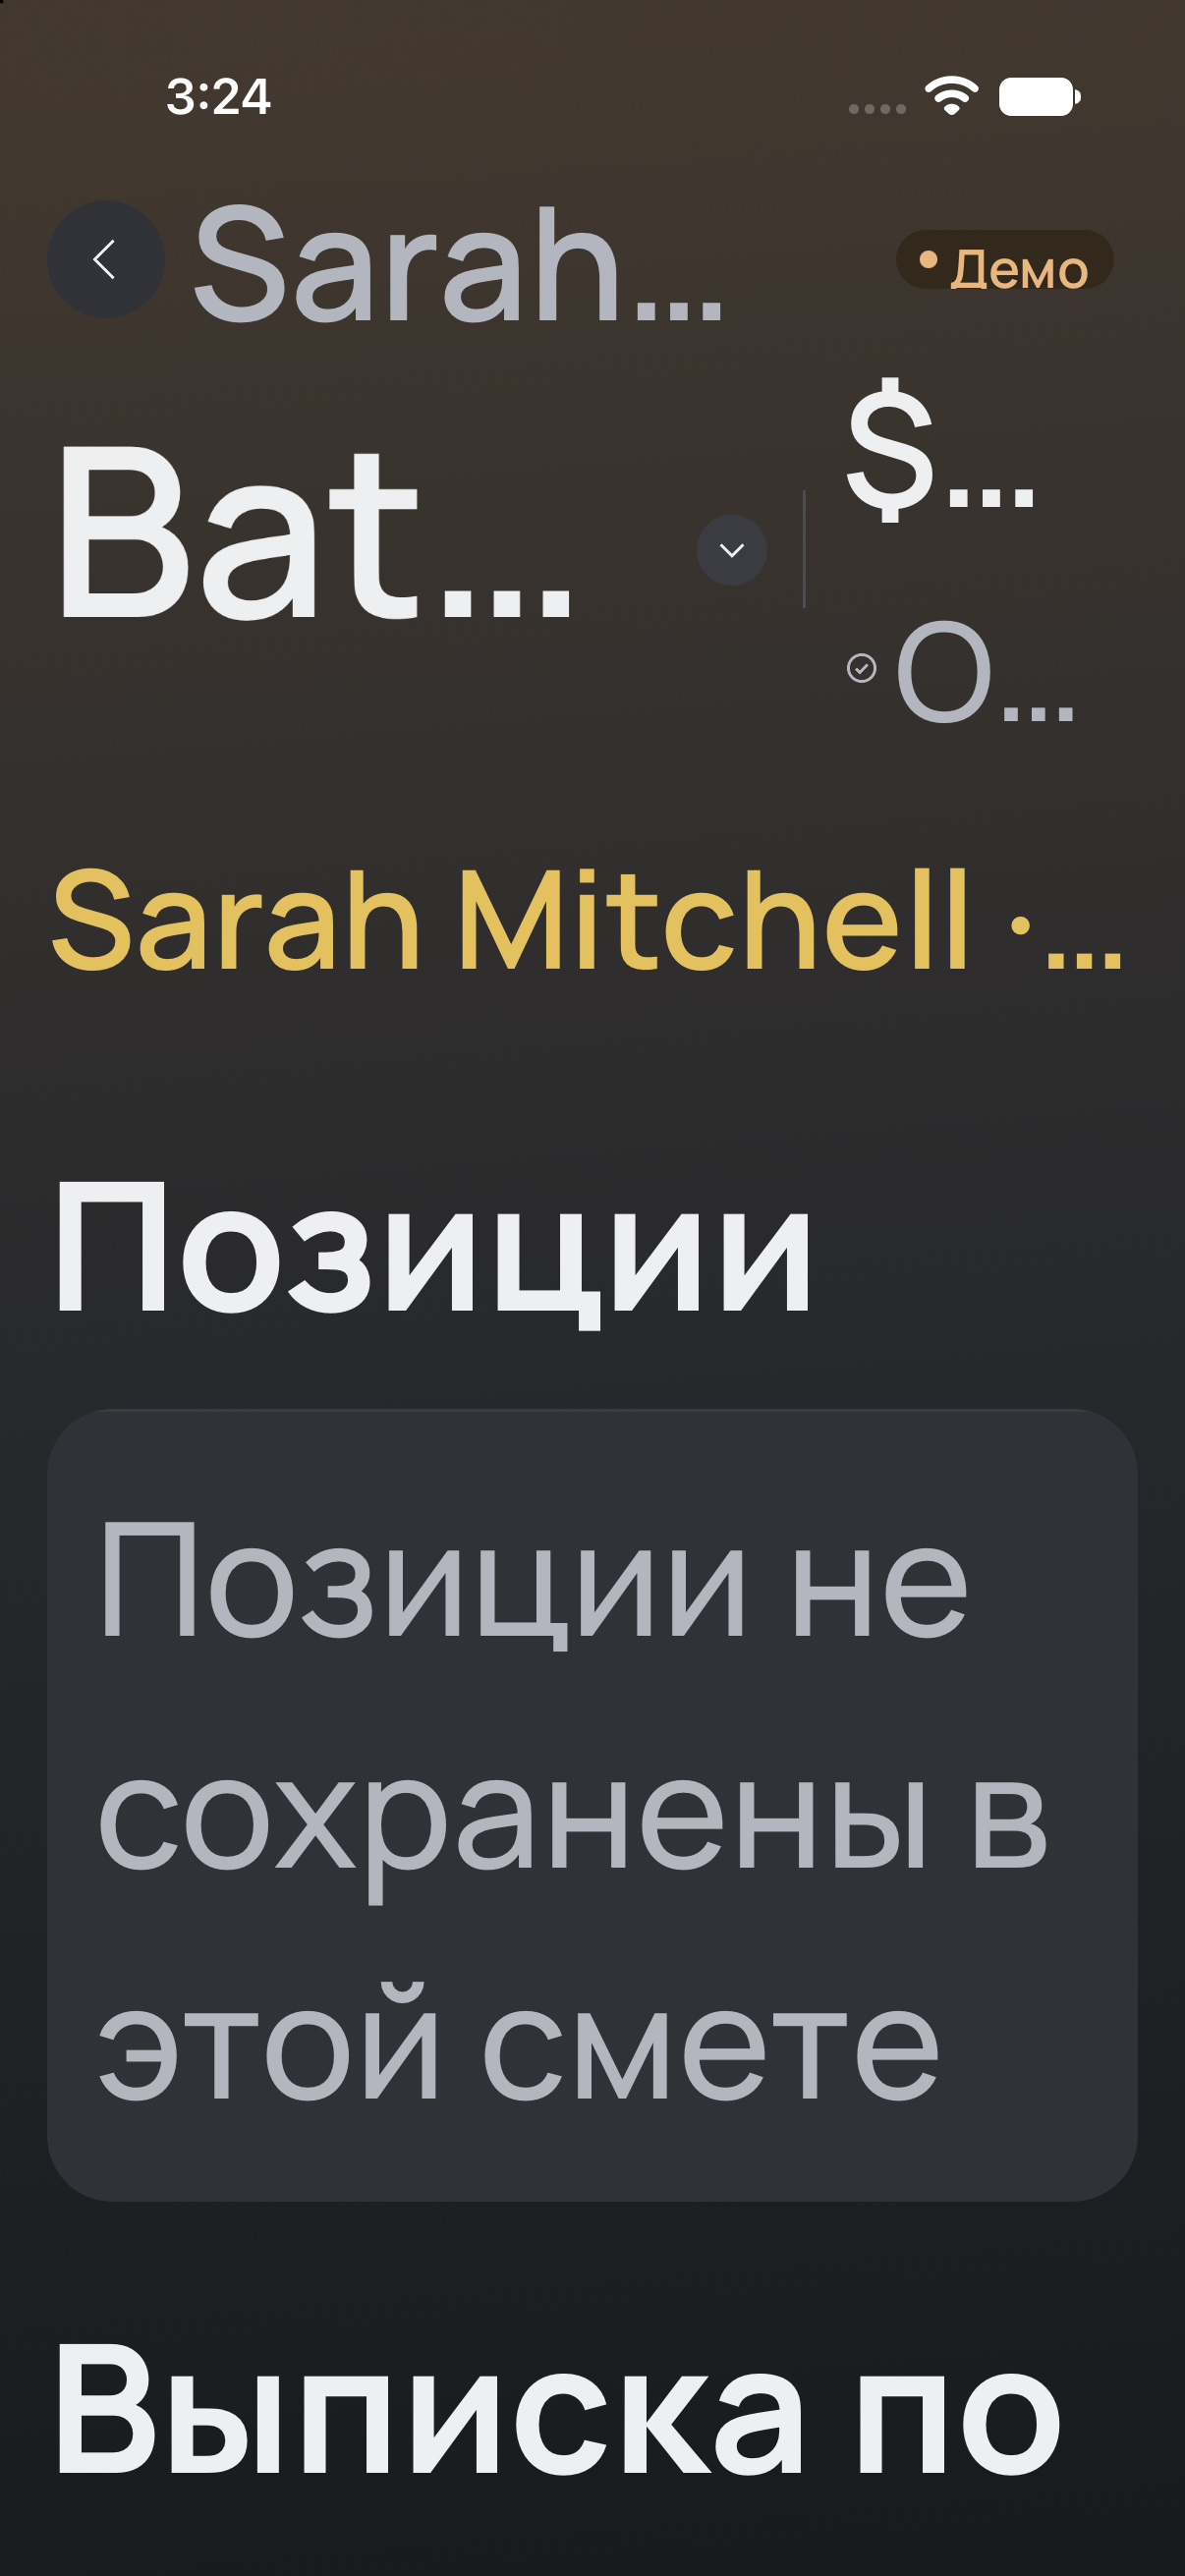 3:24
Sarah...
Демо
Bat...
$...
О...
Sarah Mitchell ·...
Позиции
Позиции не
сохранены в
этой смете
Выписка по